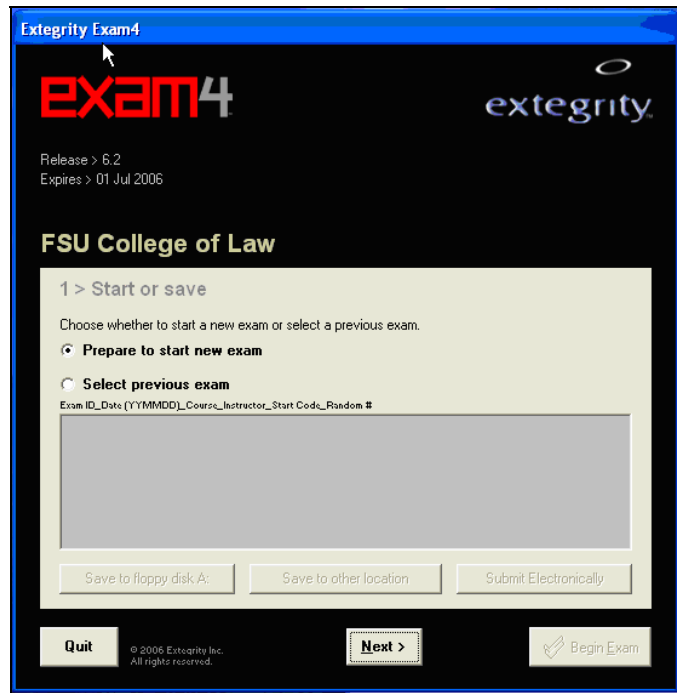 Extegrity Exam4
exam4
extegrity
Release > 6.2
Expires > 01 Jul 2006
FSU College of Law
1 > Start or save
Choose whether to start a new exam or select a previous exam.
Prepare to start new exam
Select previous exam
Exam ID_Date (YYMMDD)_Course_Instructor_Start Code_Random #
Save to floppy disk A:
Save to other location
Submit Electronically
Quit
© 2006 Extegrity Inc.
All rights reserved.
Next >
Begin Exam